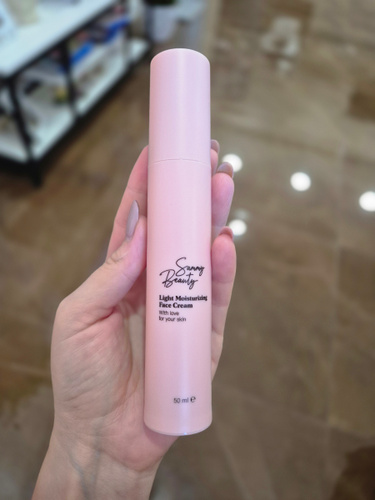 Sunny
Beauty
Light Moisturizing
Face Cream
With love
for your skin
50 ml ℮